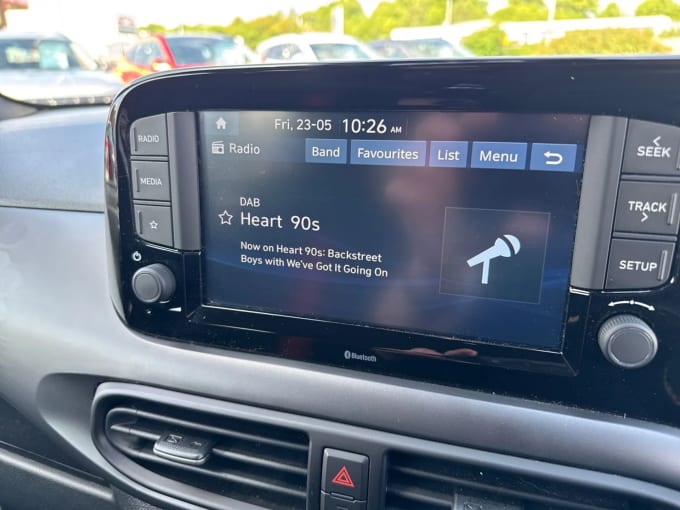 Fri, 23-05 10:26 AM
Radio Band Favourites List Menu
DAB
Heart 90s
Now on Heart 90s: Backstreet
Boys with We've Got It Going On
RADIO
MEDIA
SEEK
TRACK
SETUP
Bluetooth